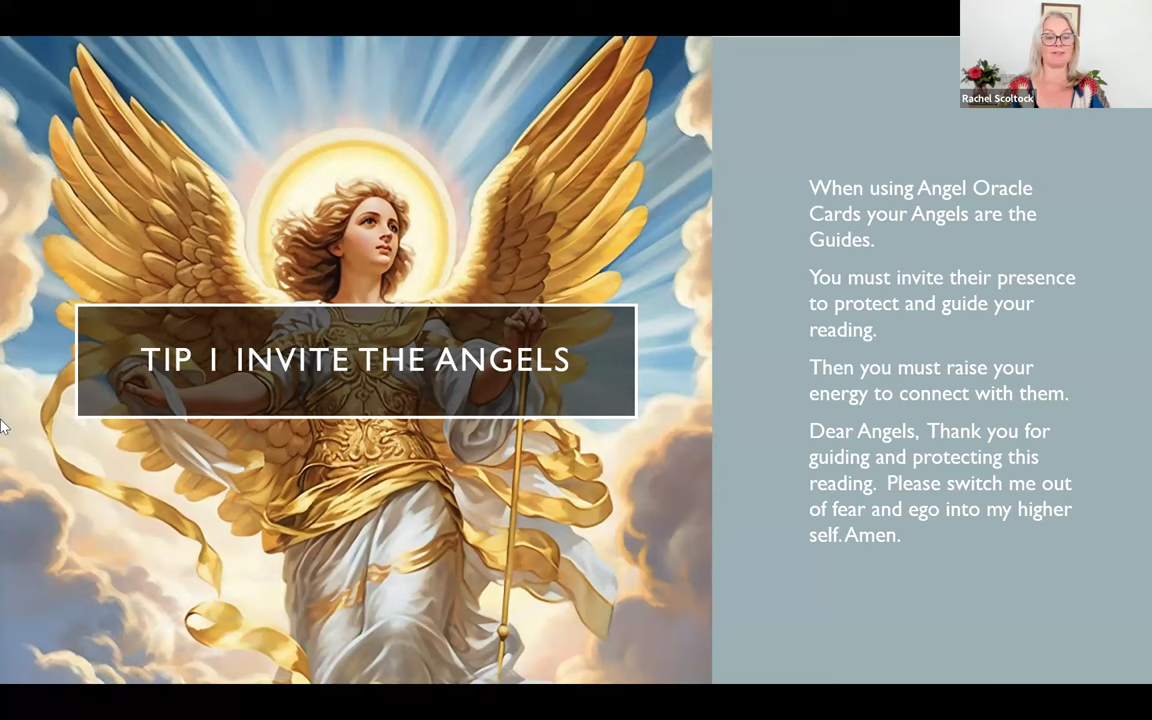 Rachel Scoltock
TIP 1 INVITE THE ANGELS
When using Angel Oracle
Cards your Angels are the
Guides.
You must invite their presence
to protect and guide your
reading.
Then you must raise your
energy to connect with them.
Dear Angels, Thank you for
guiding and protecting this
reading. Please switch me out
of fear and ego into my higher
self. Amen.